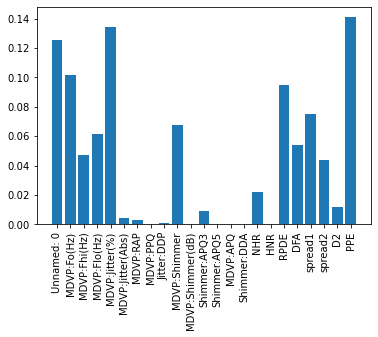 0.14
0.12
0.10
0.08
0.06
0.04
0.02
0.00
Unnamed: 0
MDVP:Fo(Hz)
MDVP:Fhi(Hz)
MDVP:Flo(Hz)
MDVP:Jitter(%)
MDVP:Jitter(Abs)
MDVP:RAP
MDVP:PPQ
Jitter:DDP
MDVP:Shimmer
MDVP:Shimmer(dB)
Shimmer:APQ3
Shimmer:APQ5
MDVP:APQ
Shimmer:DDA
NHR
HNR
RPDE
DFA
spread1
spread2
D2
PPE